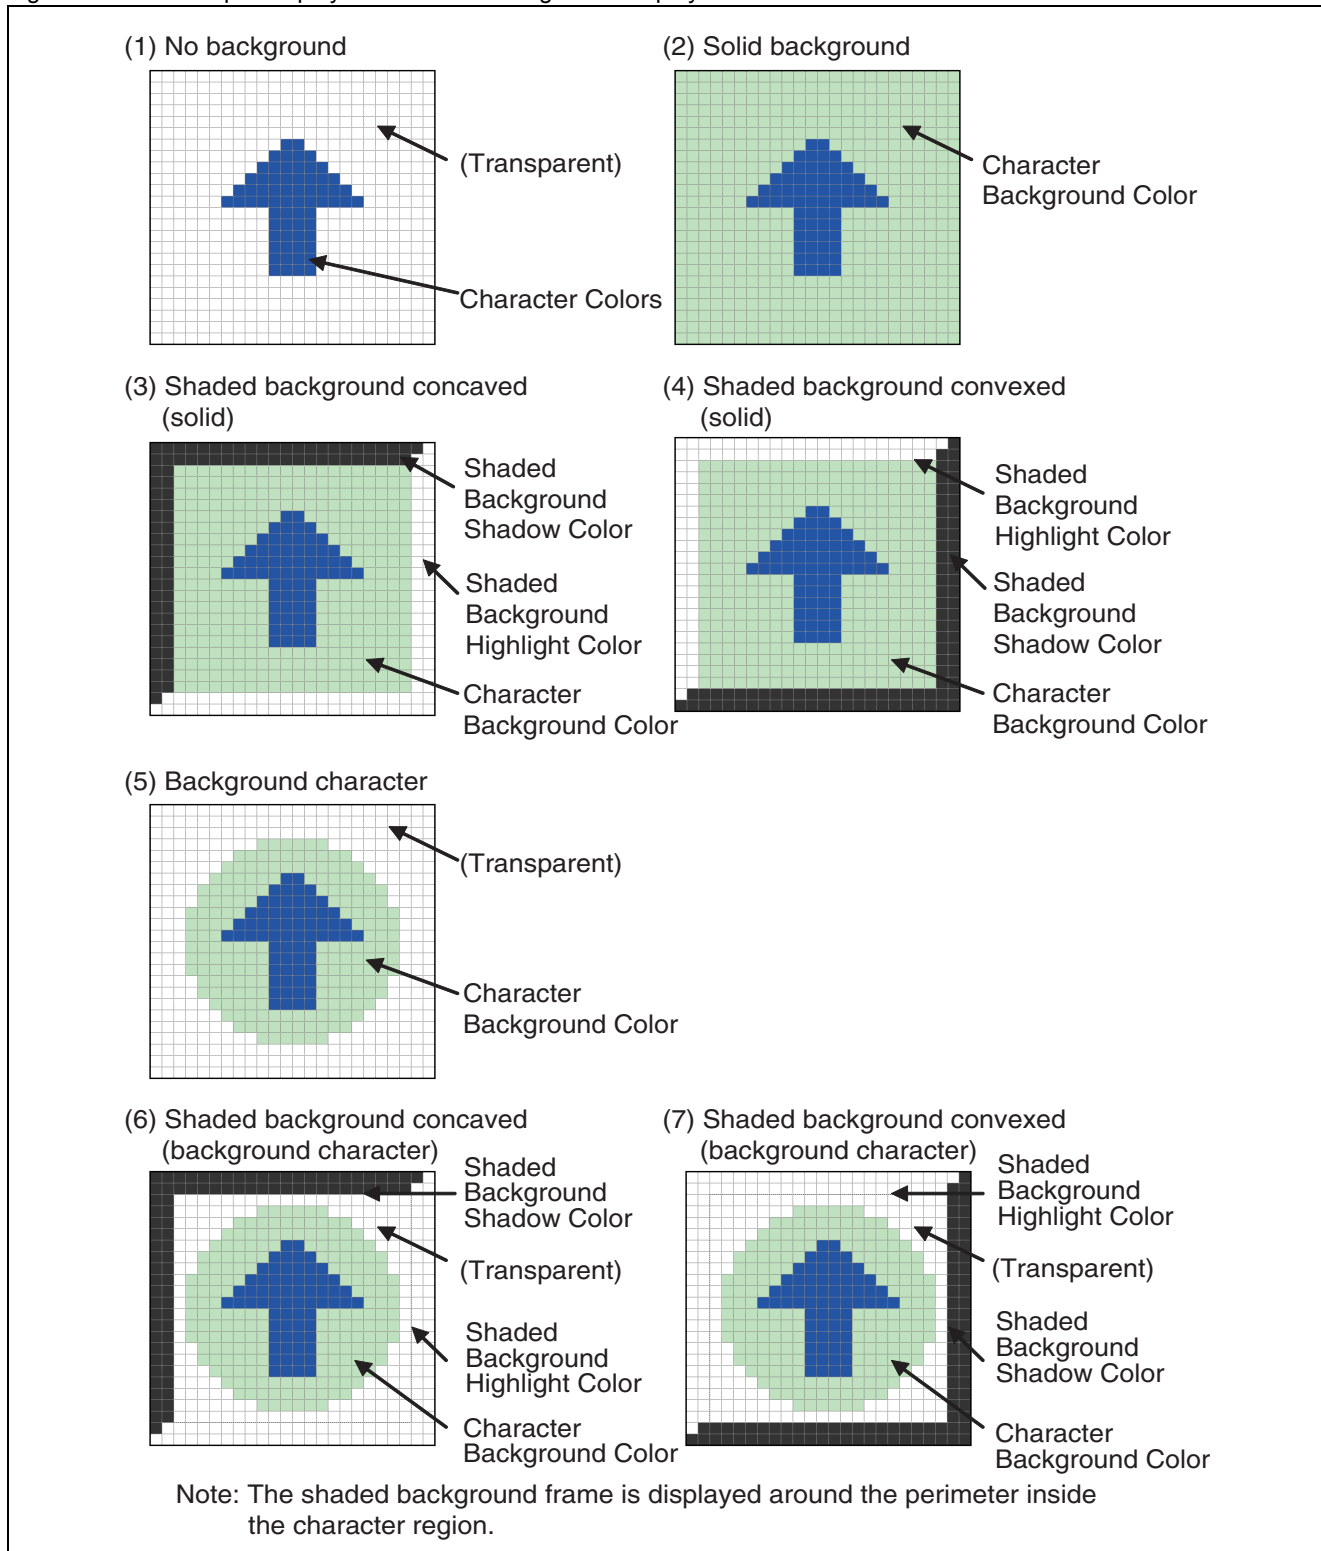 (1) No background
(Transparent)
Character Colors
(2) Solid background
Character
Background Color
(3) Shaded background concaved
(solid)
Shaded
Background
Shadow Color
Shaded
Background
Highlight Color
Character
Background Color
(4) Shaded background convexed
(solid)
Shaded
Background
Highlight Color
Shaded
Background
Shadow Color
Character
Background Color
(5) Background character
(Transparent)
Character
Background Color
(6) Shaded background concaved
(background character)
Shaded
Background
Shadow Color
(Transparent)
Shaded
Background
Highlight Color
Character
Background Color
(7) Shaded background convexed
(background character)
Shaded
Background
Highlight Color
(Transparent)
Shaded
Background
Shadow Color
Character
Background Color
Note: The shaded background frame is displayed around the perimeter inside
the character region.